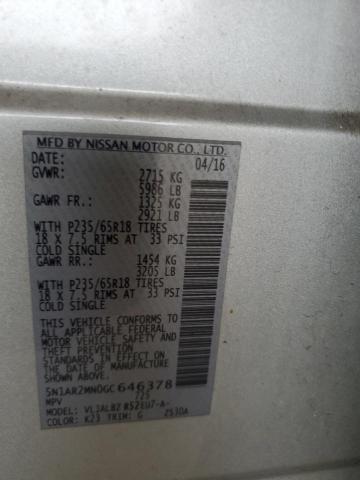 MFD BY NISSAN MOTOR CO., LTD.
DATE: 04/16
GVWR: 2715 KG
5986 LB
GAWR FR.: 1325 KG
2921 LB
WITH P235/65R18 TIRES
18 X 7.5 RIMS AT 33 PSI
COLD SINGLE
GAWR RR.: 1454 KG
3205 LB
WITH P235/65R18 TIRES
18 X 7.5 RIMS AT 33 PSI
COLD SINGLE
THIS VEHICLE CONFORMS TO
ALL APPLICABLE FEDERAL
MOTOR VEHICLE SAFETY
AND THEFT PREVENTION
STANDARDS IN EFFECT ON
THE DATE OF MANUFACTURE
SHOWN ABOVE.
5N1AR2MN0GC646378
MPV 725
MODEL:
COLOR: K23 TRIM: G 2530A